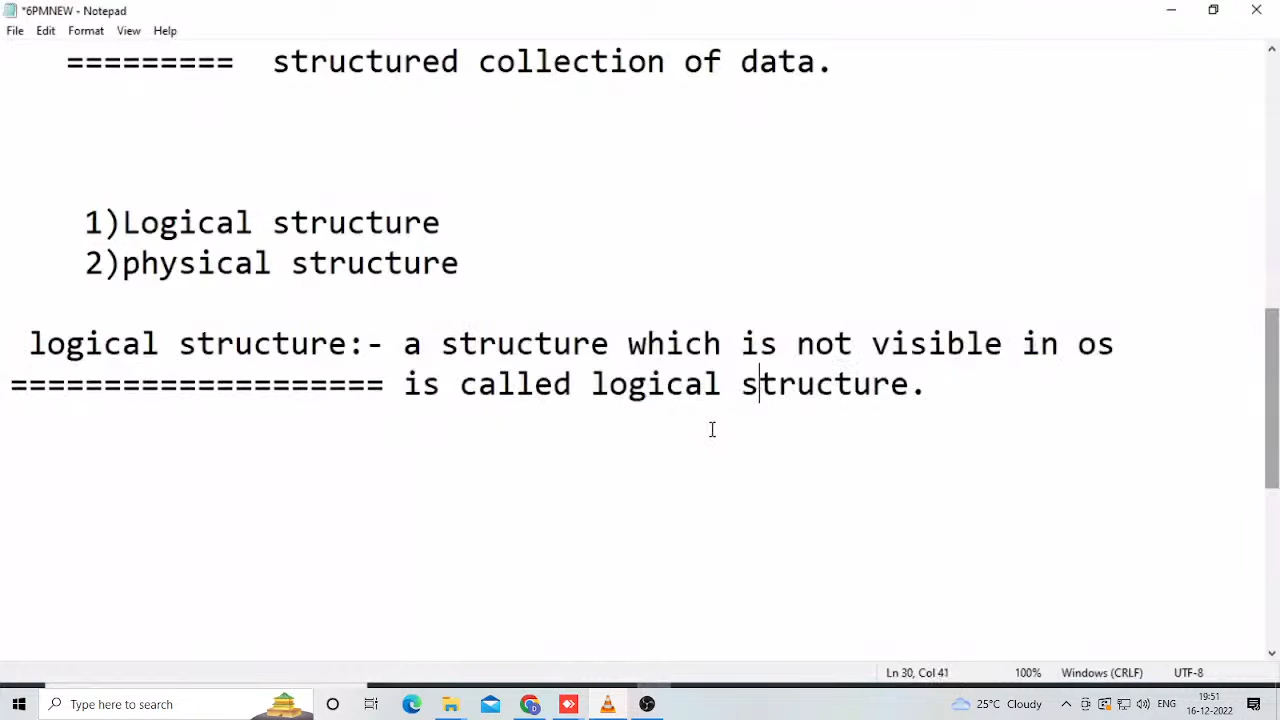 *6PMNEW - Notepad
File Edit Format View Help
========= structured collection of data.
1)Logical structure
2)physical structure
logical structure:- a structure which is not visible in os
==================== is called logical structure.
Ln 30, Col 41 100% Windows (CRLF) UTF-8
Type here to search 25°C Cloudy ENG 19:51
16-12-2022